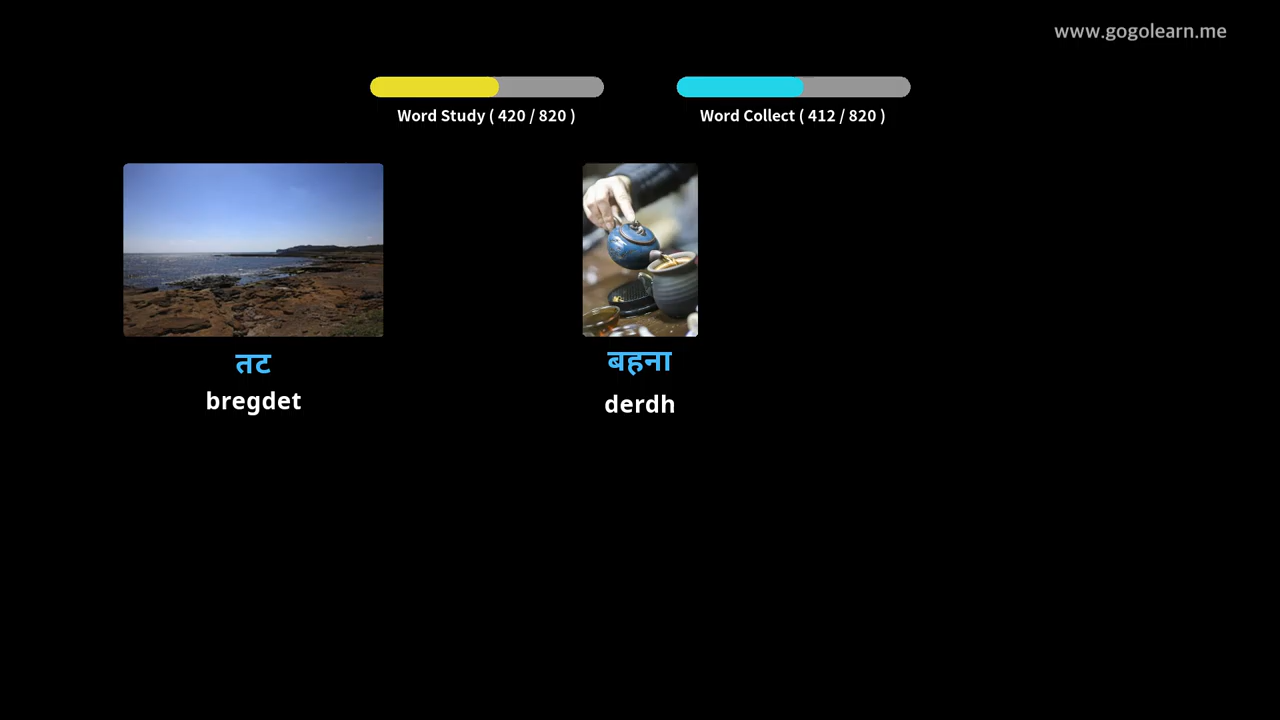 www.gogolearn.me
Word Study ( 420 / 820 )
Word Collect ( 412 / 820 )
तट
bregdet
बहना
derdh